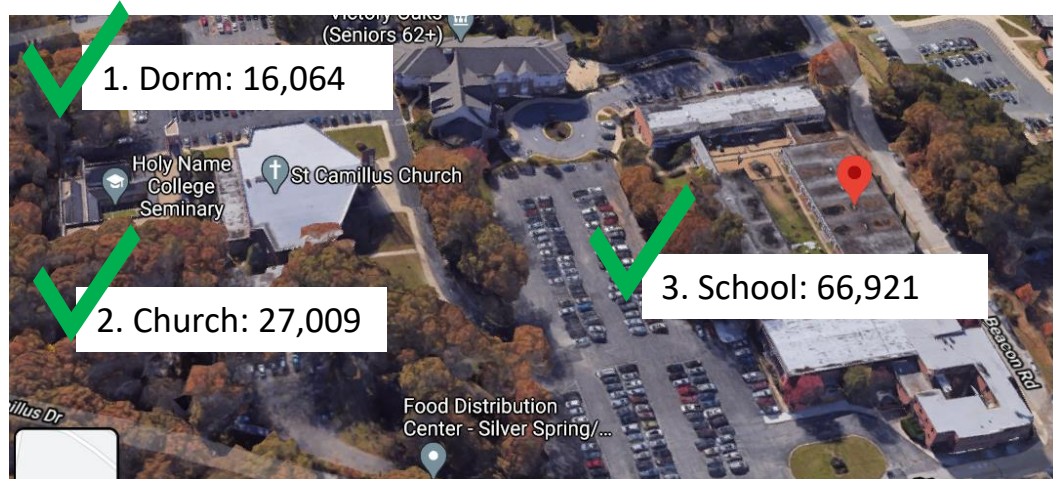 Victory Oaks
(Seniors 62+)
1. Dorm: 16,064
Holy Name
College
Seminary
St Camillus Church
2. Church: 27,009
3. School: 66,921
Beacon Rd
illus Dr
Food Distribution
Center - Silver Spring/...